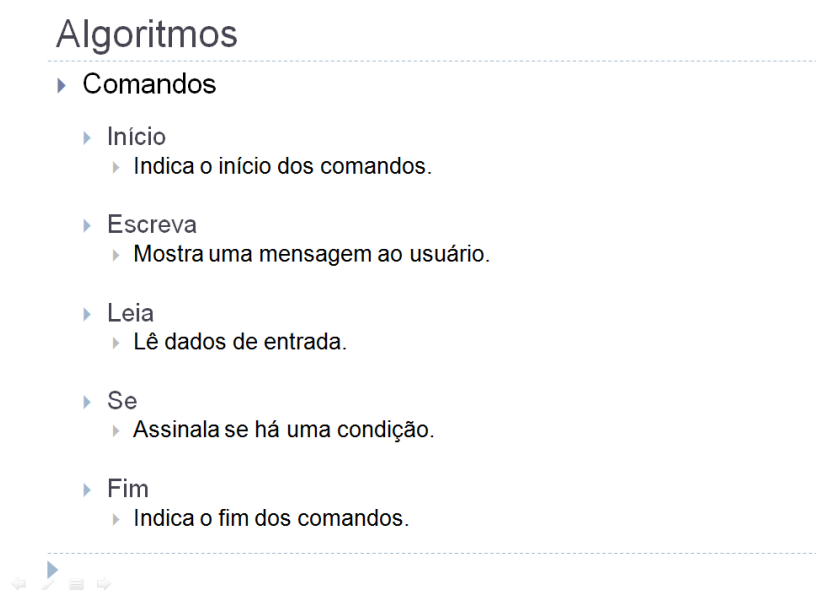 Algoritmos
Comandos
Início
Indica o início dos comandos.
Escreva
Mostra uma mensagem ao usuário.
Leia
Lê dados de entrada.
Se
Assinala se há uma condição.
Fim
Indica o fim dos comandos.